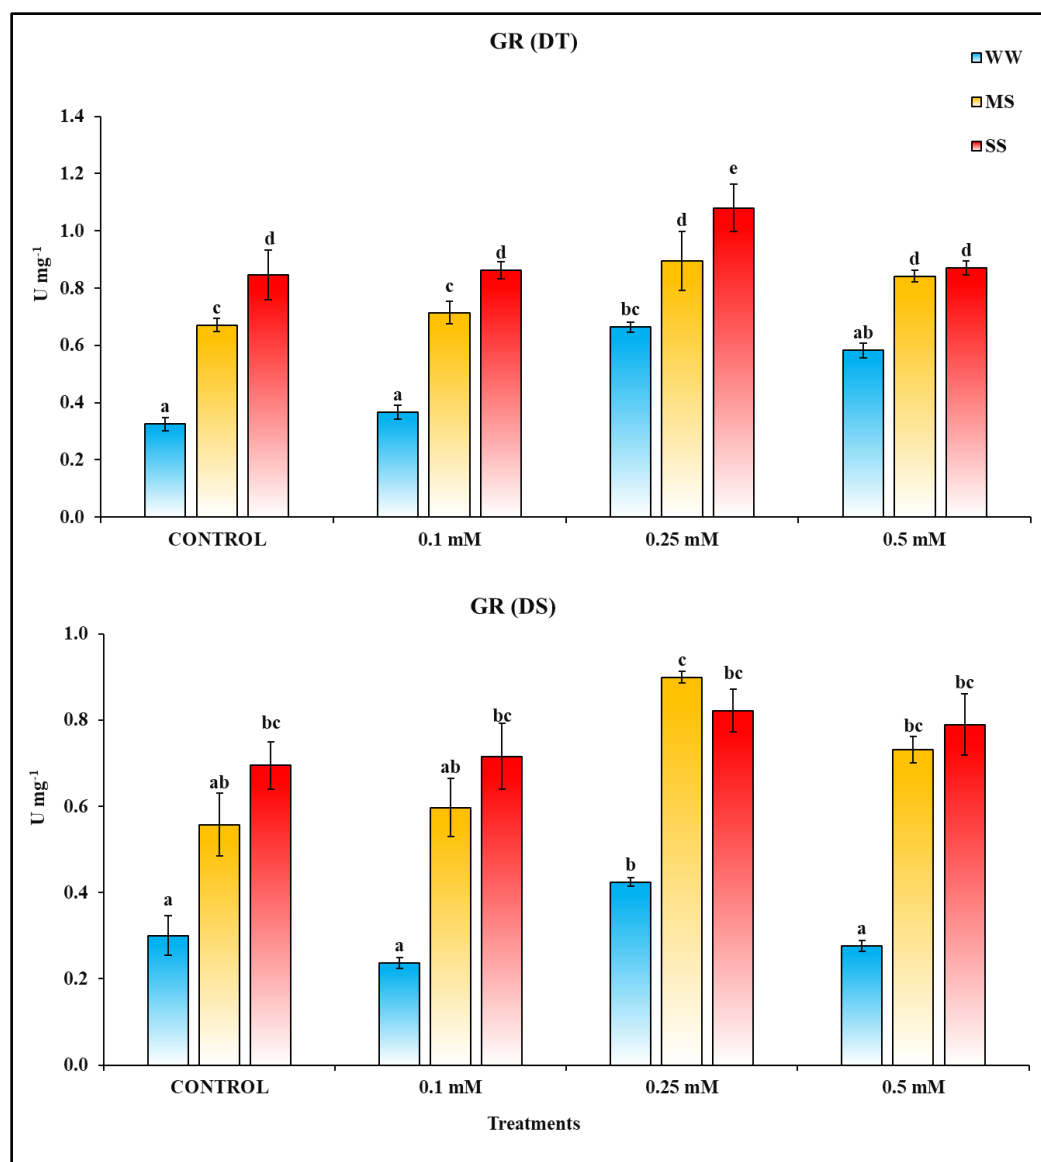 GR (DT)
WW
MS
SS
U mg-1
1.4
1.2
1.0
0.8
0.6
0.4
0.2
0.0
a
c
d
a
c
d
bc
d
e
ab
d
d
CONTROL
0.1 mM
0.25 mM
0.5 mM
GR (DS)
U mg-1
1.0
0.8
0.6
0.4
0.2
0.0
a
ab
bc
a
ab
bc
b
c
bc
a
bc
bc
CONTROL
0.1 mM
0.25 mM
0.5 mM
Treatments